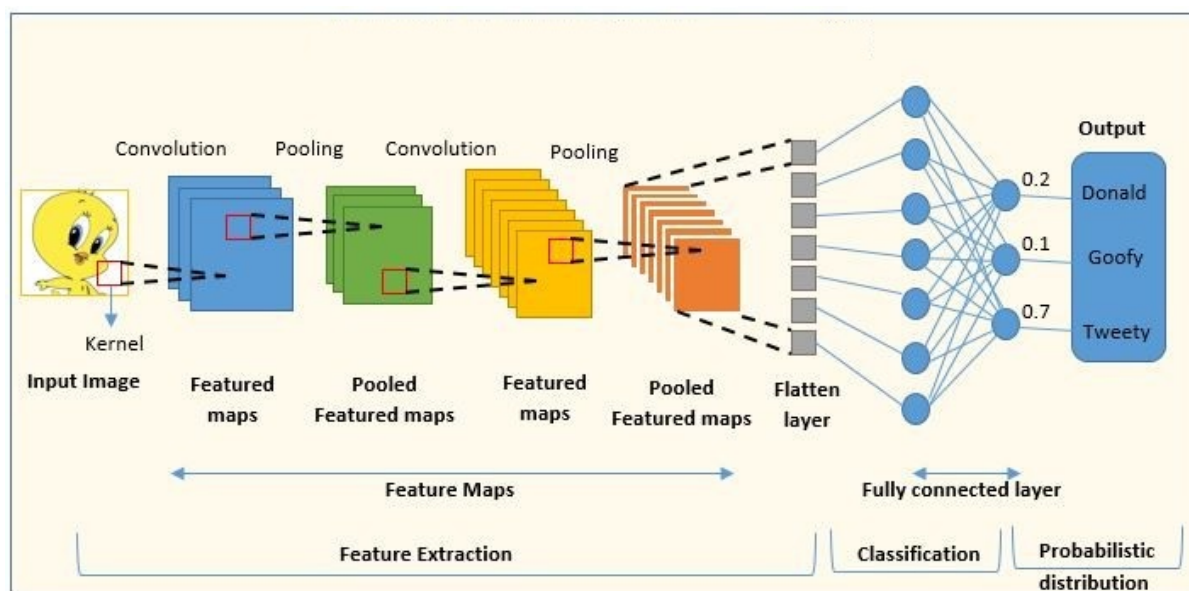 Convolution
Pooling
Convolution
Pooling
Output
0.2
Donald
0.1
Goofy
0.7
Tweety
Kernel
Input Image
Featured
maps
Pooled
Featured maps
Featured
maps
Pooled
Featured maps
Flatten
layer
Feature Maps
Fully connected layer
Feature Extraction
Classification
Probabilistic
distribution